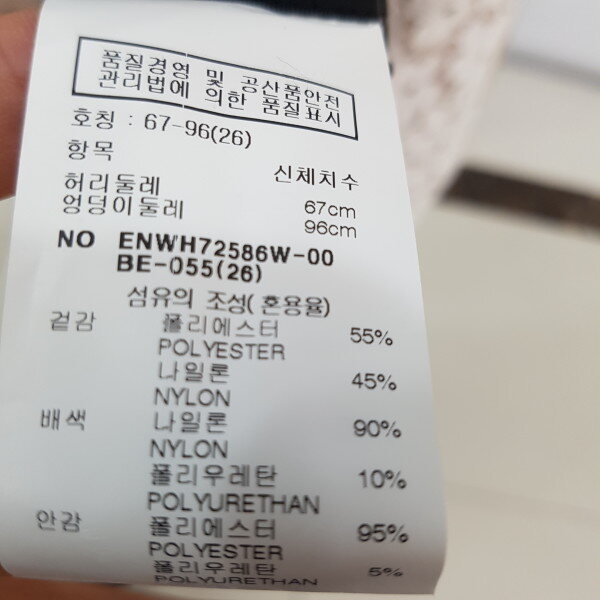 품질경영 및 공산품안전
관리법에 의한 품질표시
호칭 : 67-96(26)
항목 신체치수
허리둘레 67cm
엉덩이둘레 96cm
NO ENWH72586W-00
BE-055(26)
섬유의 조성(혼용율)
겉감 폴리에스터 55%
POLYESTER
나일론 45%
NYLON
배색 나일론 90%
NYLON
폴리우레탄 10%
POLYURETHAN
안감 폴리에스터 95%
POLYESTER
폴리우레탄 5%
POLYURETHAN